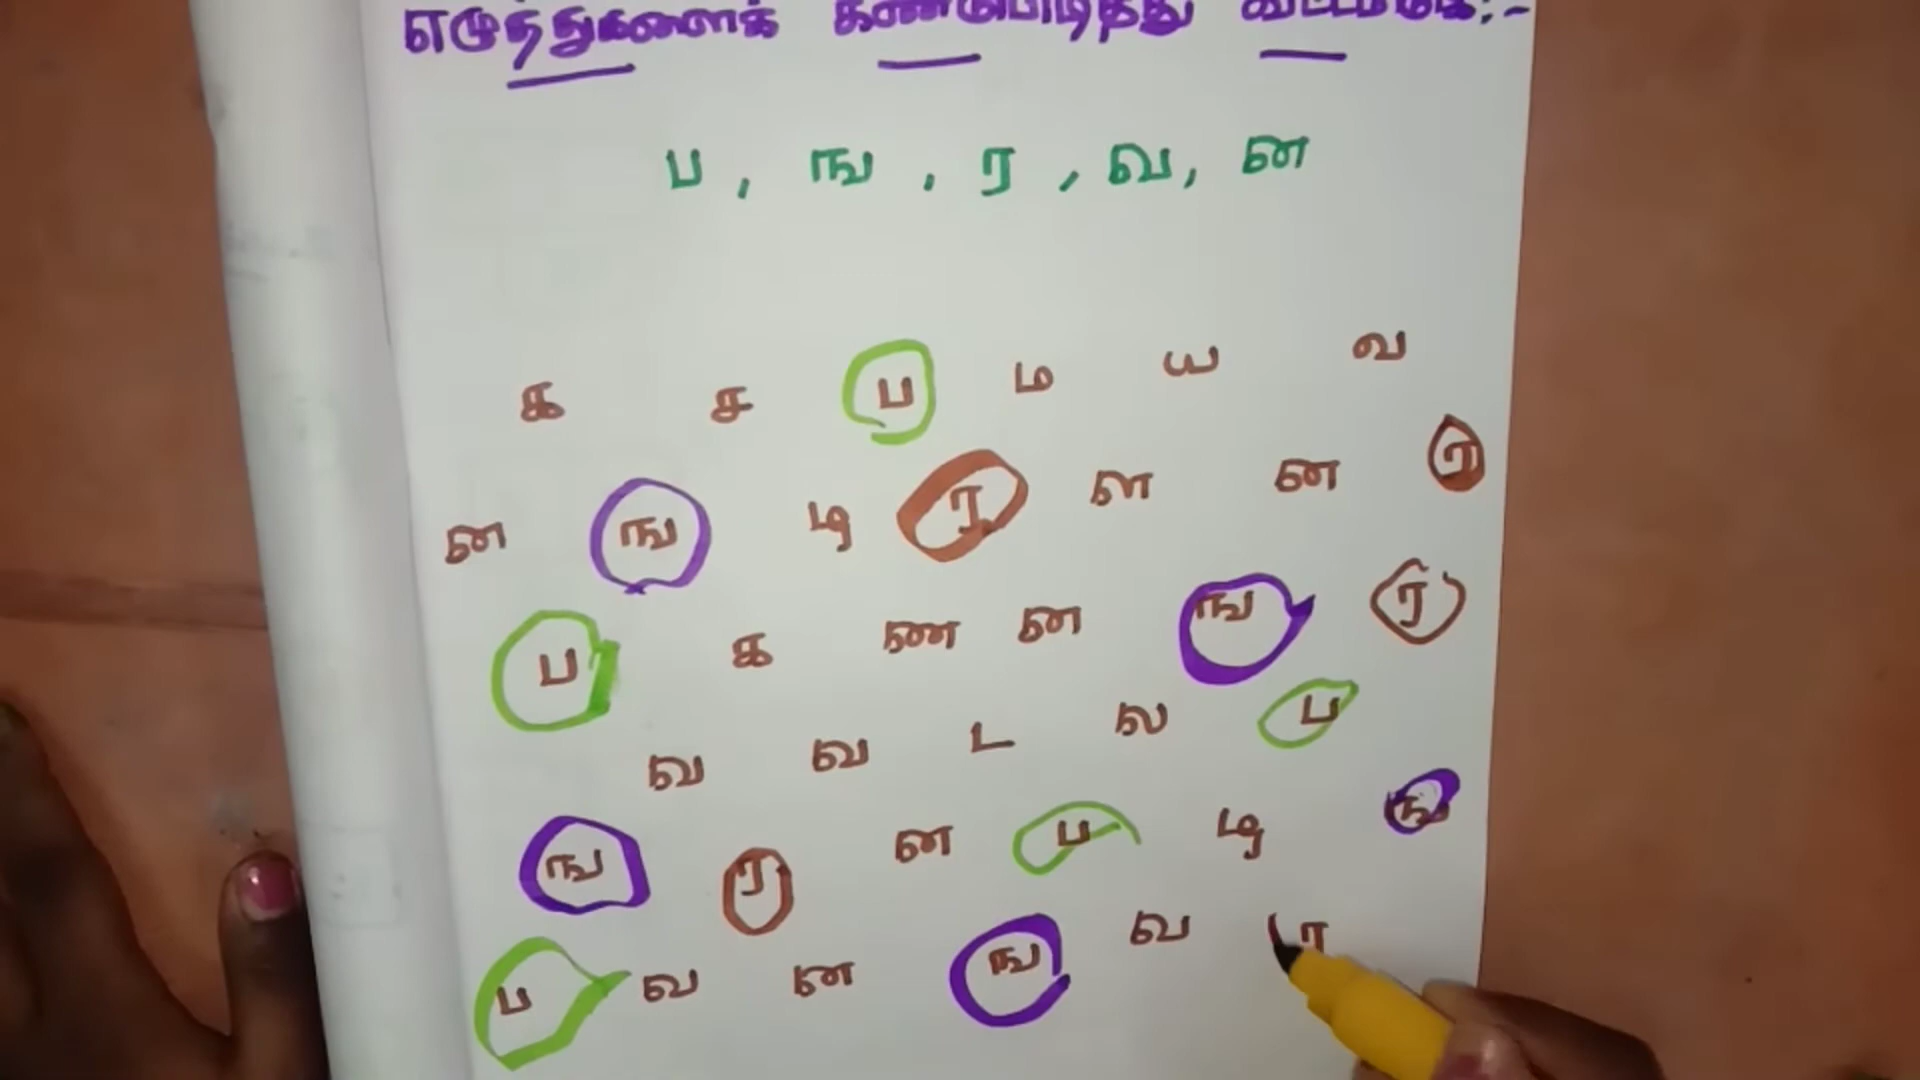 எழுத்துகளைக் கண்டுபிடித்து வட்டமிடுக:-
ப , ங , ர , வ, ன
க ச ப ம ய வ
ன ங ழ ர ள ன ர
ப க ண ன ங ர
வ வ ட ல ப
ங ர ன ப ழ ங
ப வ ன ங வ ர